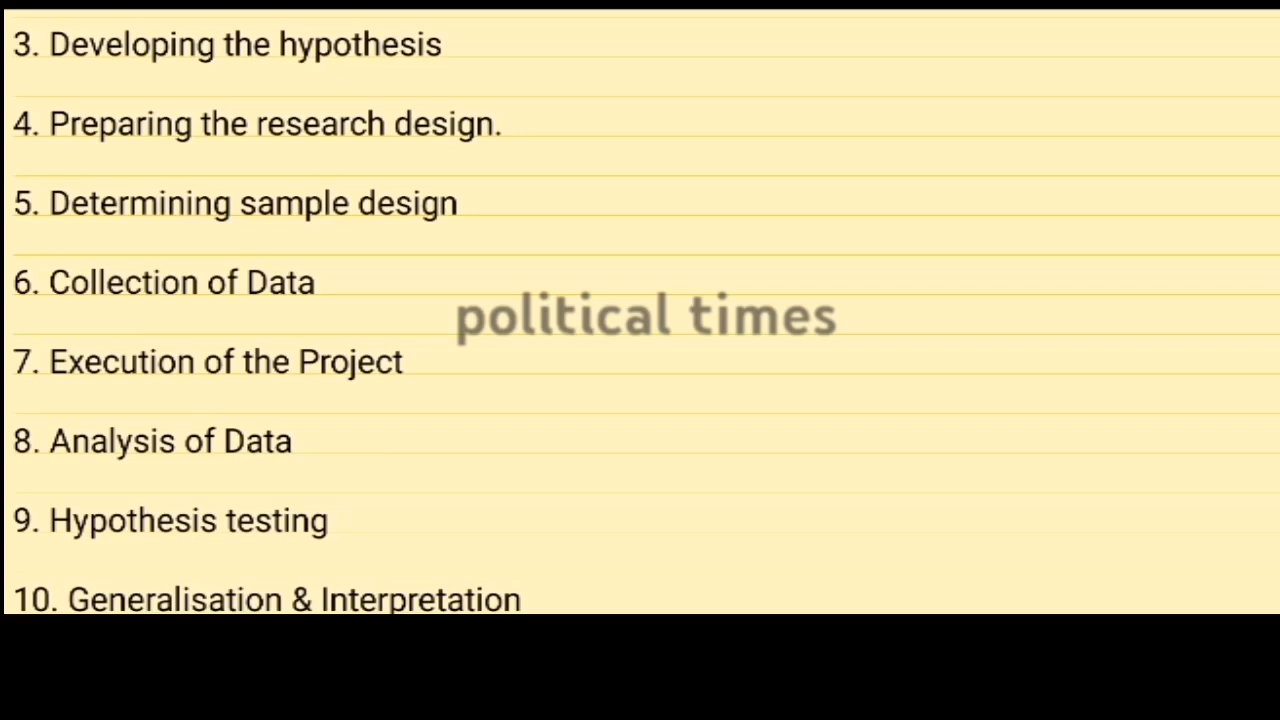 3. Developing the hypothesis
4. Preparing the research design.
5. Determining sample design
6. Collection of Data
political times
7. Execution of the Project
8. Analysis of Data
9. Hypothesis testing
10. Generalisation & Interpretation